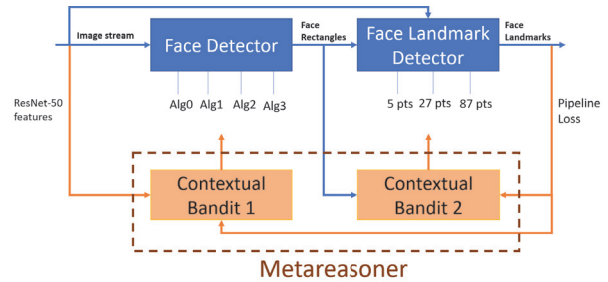 Image stream
Face Detector
Face
Rectangles
Face Landmark
Detector
Face
Landmarks
Alg0 Alg1 Alg2 Alg3
5 pts 27 pts 87 pts
ResNet-50
features
Pipeline
Loss
Contextual
Bandit 1
Contextual
Bandit 2
Metareasoner